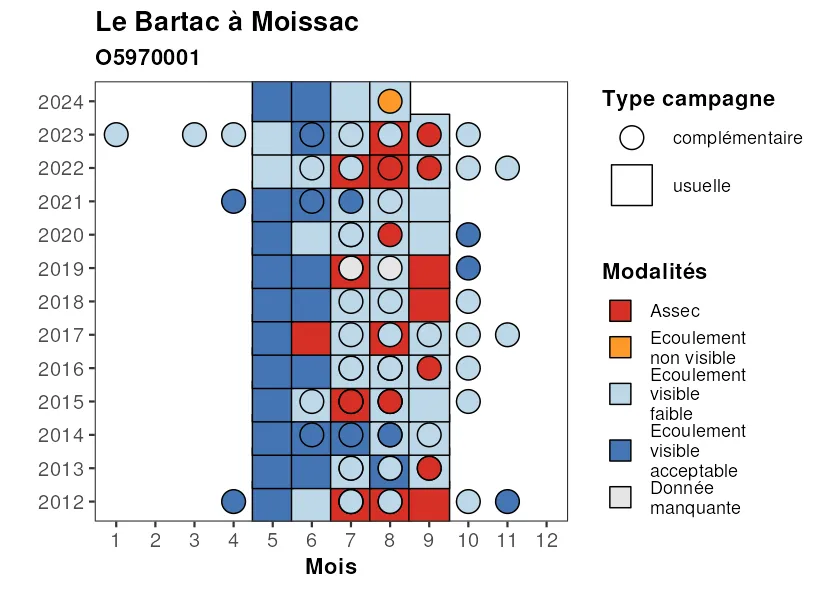 Le Bartac à Moissac
O5970001
2024
2023
2022
2021
2020
2019
2018
2017
2016
2015
2014
2013
2012
1 2 3 4 5 6 7 8 9 10 11 12
Mois
Type campagne
complémentaire
usuelle
Modalités
Assec
Ecoulement
non visible
Ecoulement
visible
faible
Ecoulement
visible
acceptable
Donnée
manquante